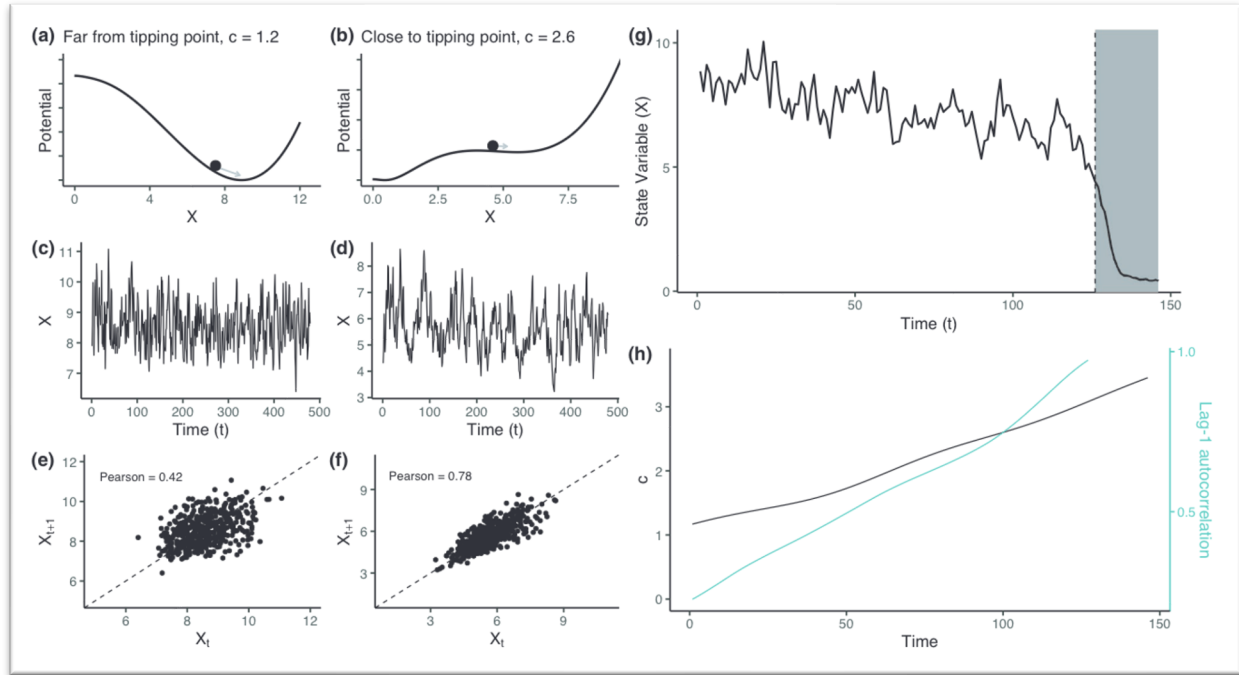 (a) Far from tipping point, c = 1.2
Potential
0 4 8 12
X
(b) Close to tipping point, c = 2.6
Potential
0.0 2.5 5.0 7.5
X
(c)
11
10
9
8
7
X
0 100 200 300 400 500
Time (t)
(d)
8
7
6
5
4
3
X
0 100 200 300 400 500
Time (t)
(e)
Pearson = 0.42
12
10
8
6
Xt+1
6 8 10 12
Xt
(f)
Pearson = 0.78
9
6
3
Xt+1
3 6 9
Xt
(g)
10
5
0
State Variable (X)
0 50 100 150
Time (t)
(h)
3
2
1
0
c
1.0
0.5
Lag-1 autocorrelation
0 50 100 150
Time